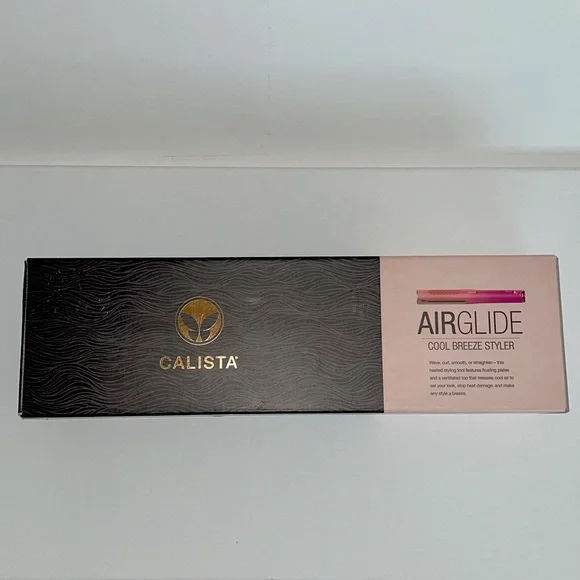 CALISTA
AIRGLIDE
COOL BREEZE STYLER
Wave, curl, smooth, or straighten – this
heated styling tool features floating plates
and a ventilated top that releases cool air to
set your look, stop heat damage, and make
any style a breeze.